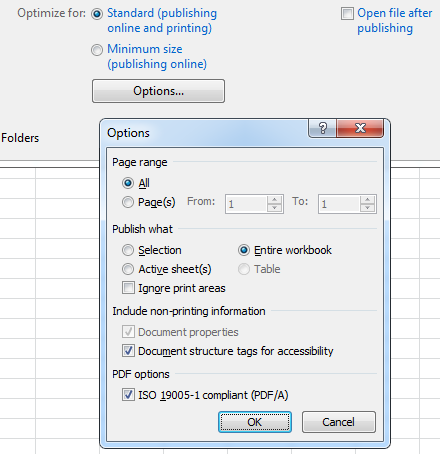 Optimize for: Standard (publishing Open file after
online and printing) publishing
Minimum size
(publishing online)
Options...
Folders
Options
?
Page range
All
Page(s) From: 1 To: 1
Publish what
Selection Entire workbook
Active sheet(s) Table
Ignore print areas
Include non-printing information
Document properties
Document structure tags for accessibility
PDF options
ISO 19005-1 compliant (PDF/A)
OK Cancel